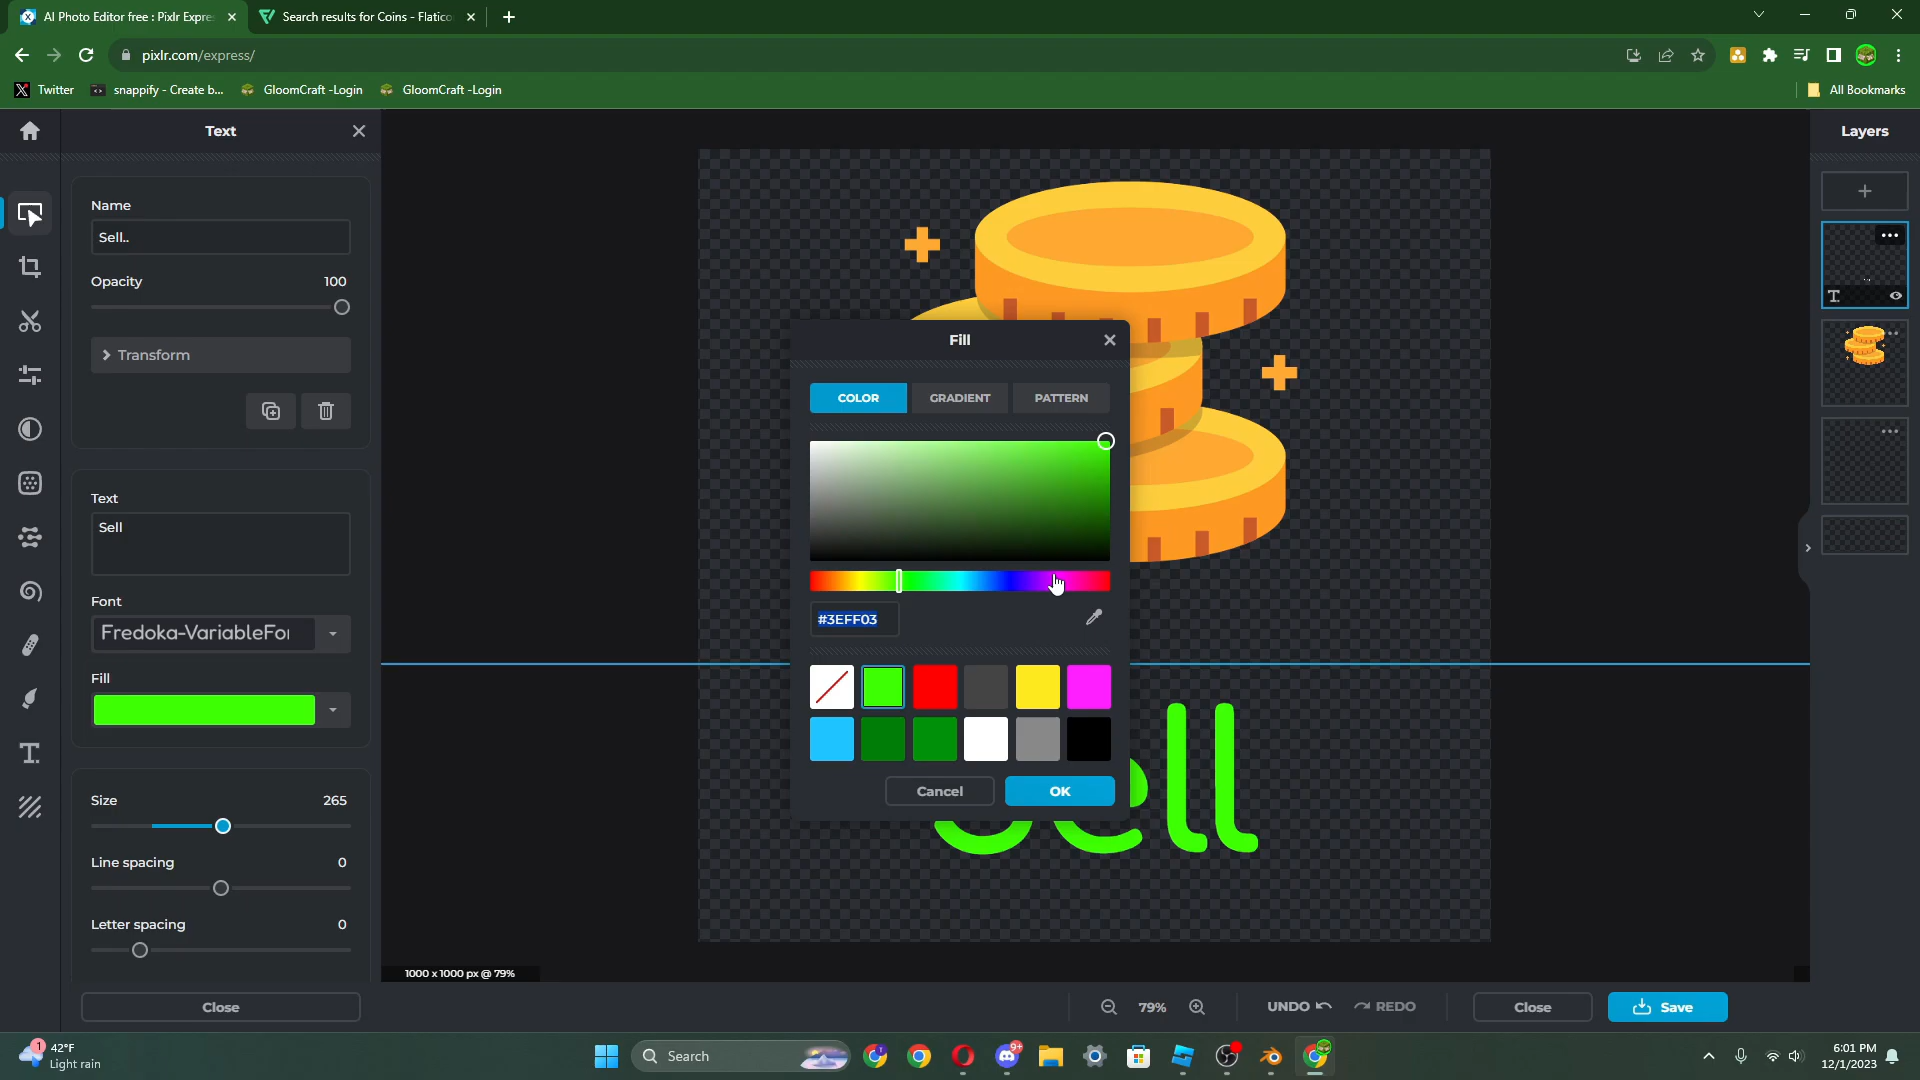 AI Photo Editor free : Pixlr Expre
Search results for Coins - Flatico
pixlr.com/express/
Twitter
snappify - Create b...
GloomCraft -Login
GloomCraft -Login
All Bookmarks
Text
Layers
Name
Sell..
Opacity 100
Transform
Text
Sell
Font
Fredoka-VariableFo
Fill
Size 265
Line spacing 0
Letter spacing 0
Close
Fill
COLOR
GRADIENT
PATTERN
#3EFF03
Cancel
OK
ell
1000 x 1000 px @ 79%
79%
UNDO
REDO
Close
Save
1
42°F
Light rain
Search
9+
6:01 PM
12/1/2023